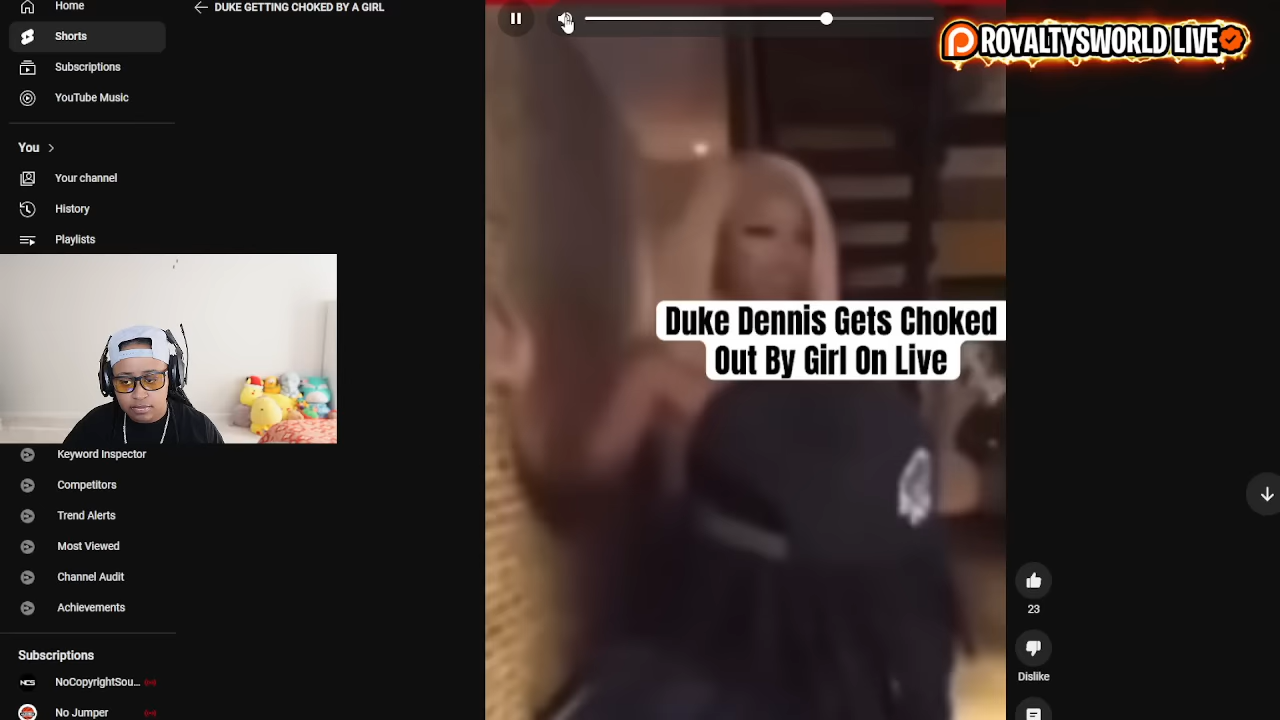 Home
DUKE GETTING CHOKED BY A GIRL
Shorts
ROYALTYSWORLD LIVE
Subscriptions
YouTube Music
You
Your channel
History
Playlists
Duke Dennis Gets Choked
Out By Girl On Live
Keyword Inspector
Competitors
Trend Alerts
Most Viewed
Channel Audit
Achievements
23
Subscriptions
Dislike
NCS
NoCopyrightSou...
No Jumper